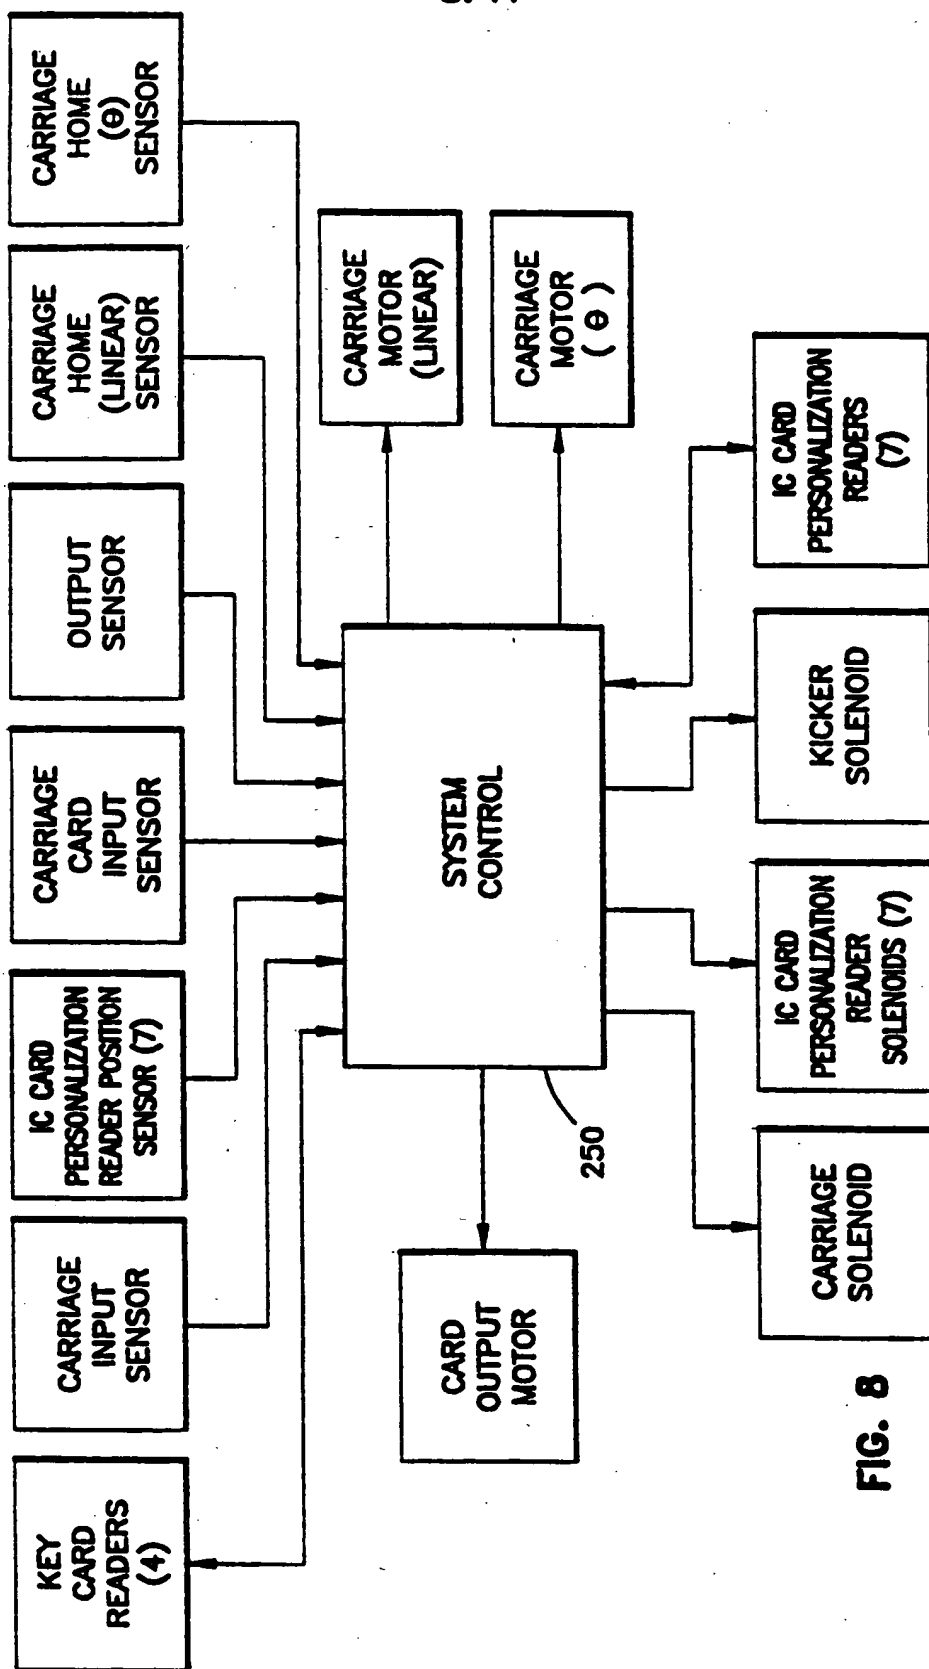 KEY
CARD
READERS
(4)
CARRIAGE
INPUT
SENSOR
IC CARD
PERSONALIZATION
READER POSITION
SENSOR (7)
CARRIAGE
CARD
INPUT
SENSOR
OUTPUT
SENSOR
CARRIAGE
HOME
(LINEAR)
SENSOR
CARRIAGE
HOME
(θ)
SENSOR
CARD
OUTPUT
MOTOR
250
SYSTEM
CONTROL
CARRIAGE
MOTOR
(LINEAR)
CARRIAGE
MOTOR
( θ )
CARRIAGE
SOLENOID
IC CARD
PERSONALIZATION
READER
SOLENOIDS (7)
KICKER
SOLENOID
IC CARD
PERSONALIZATION
READERS
(7)
FIG. 8